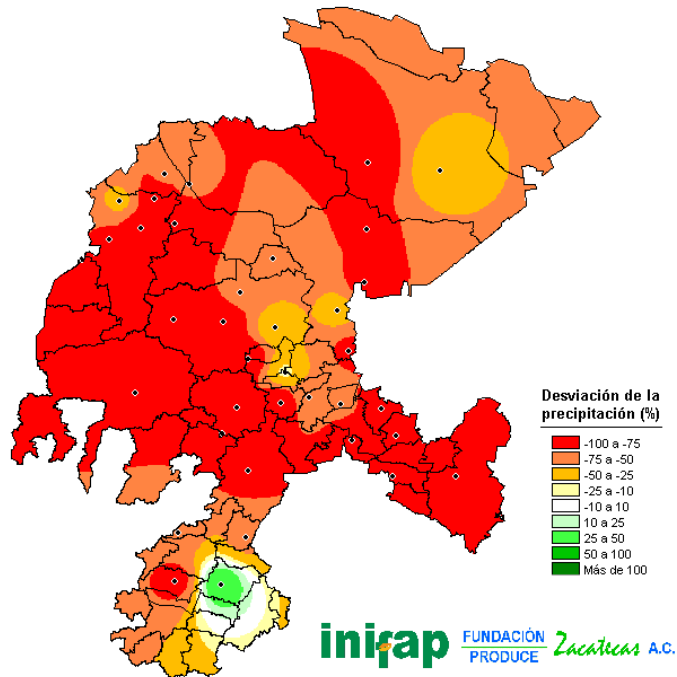 Desviación de la
precipitación (%)
-100 a -75
-75 a -50
-50 a -25
-25 a -10
-10 a 10
10 a 25
25 a 50
50 a 100
Más de 100
inifap FUNDACIÓN PRODUCE Zacatecas A.C.